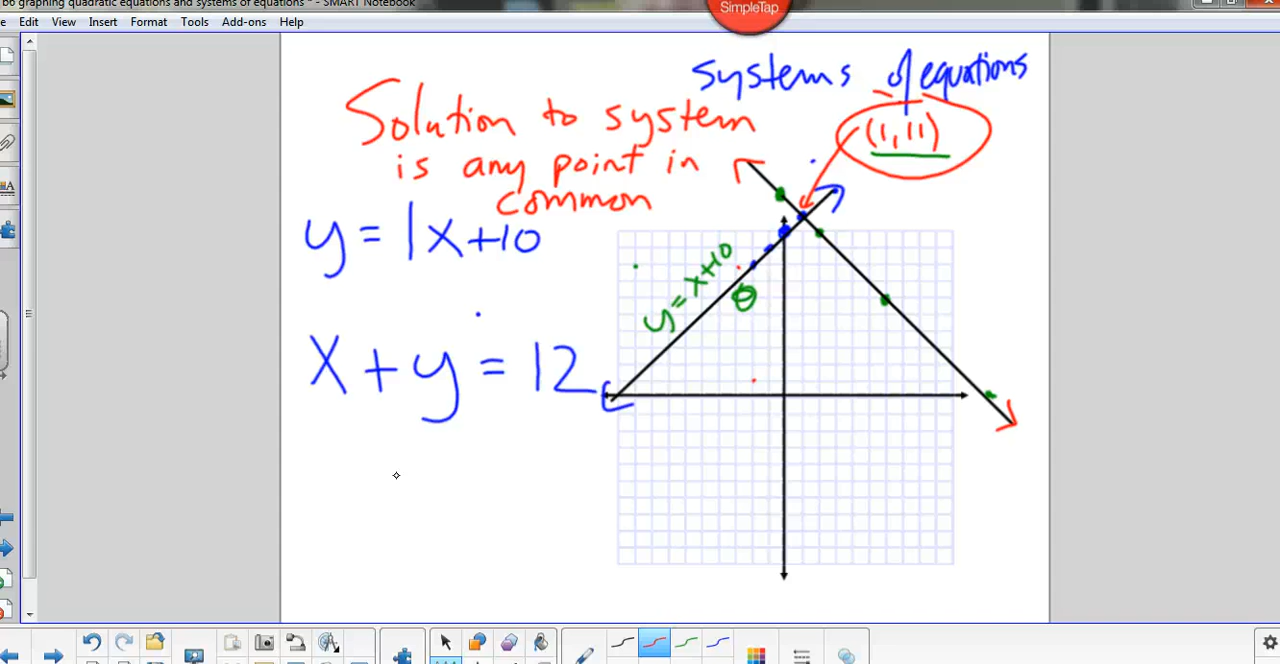 b6 graphing quadratic equations and systems of equations * - SMART Notebook
SimpleTap
Edit View Insert Format Tools Add-ons Help
systems of equations
Solution to system
is any point in
common
(1,11)
y = 1x+10
y = x+10
x + y = 12